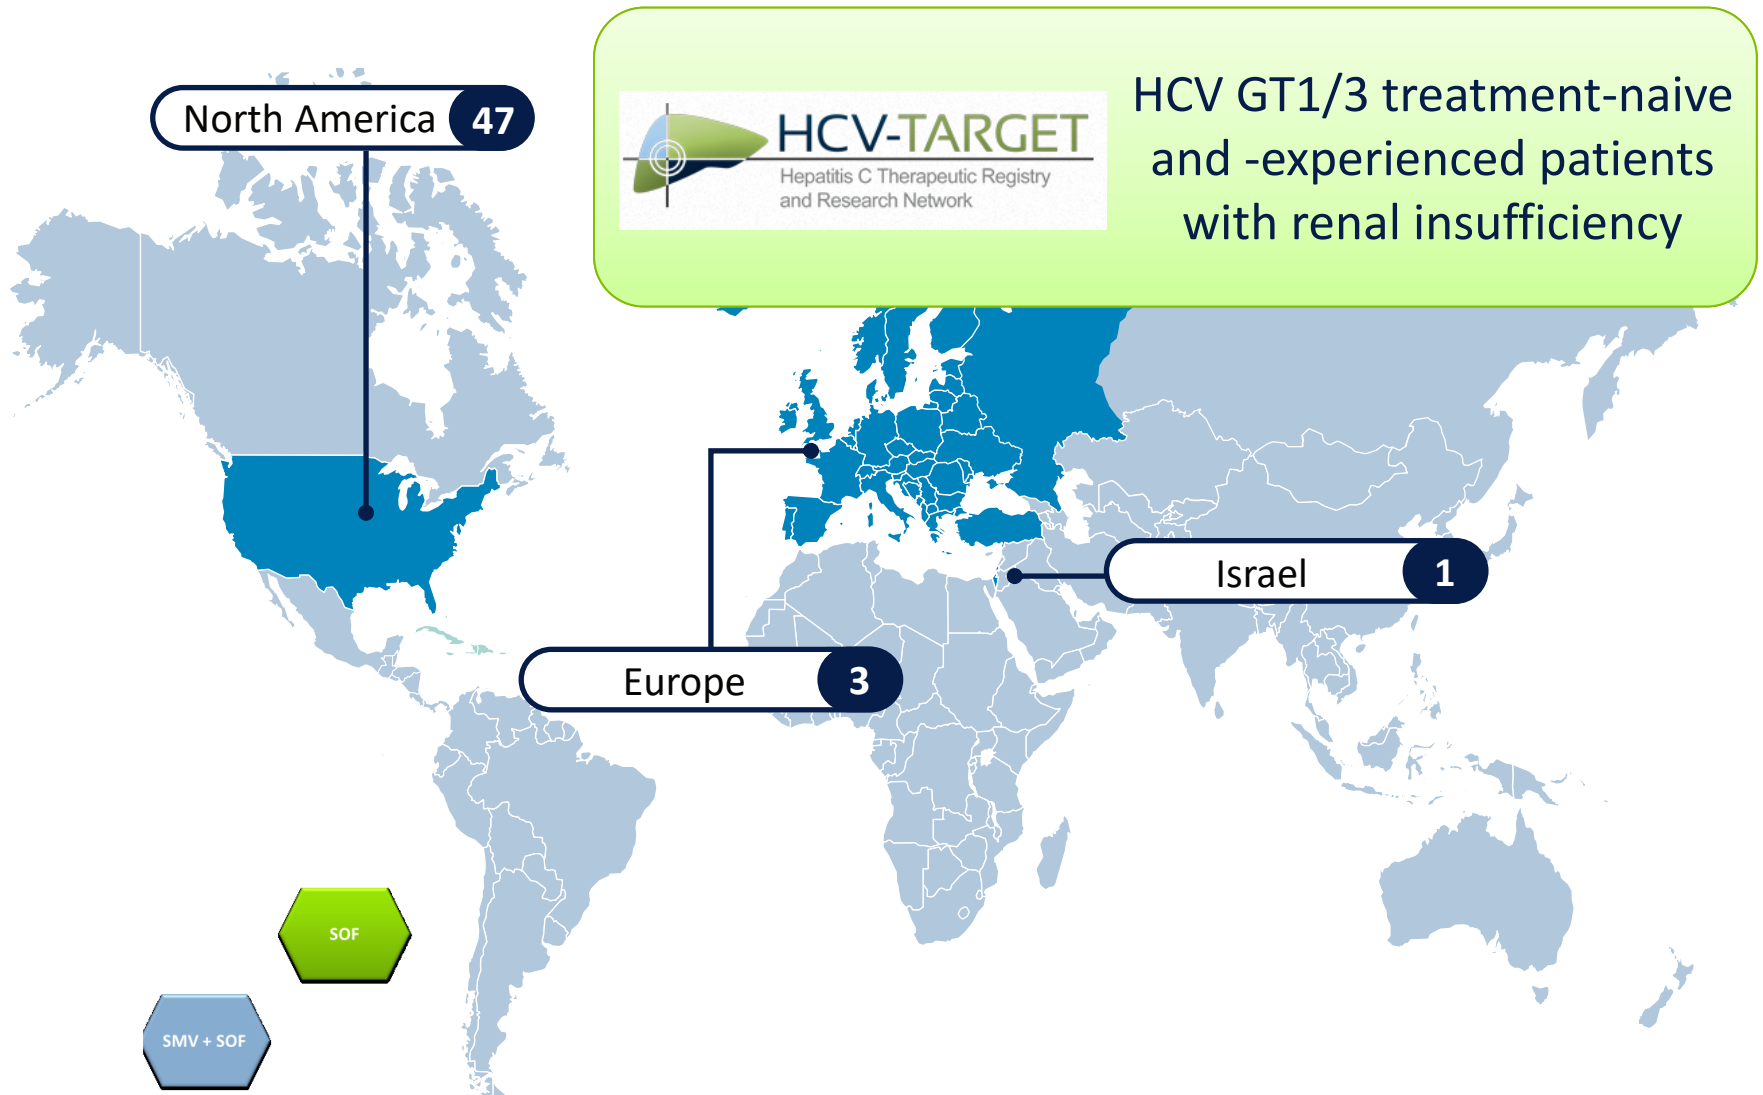 North America 47
HCV-TARGET
Hepatitis C Therapeutic Registry
and Research Network
HCV GT1/3 treatment-naive
and -experienced patients
with renal insufficiency
Israel 1
Europe 3
SOF
SMV + SOF